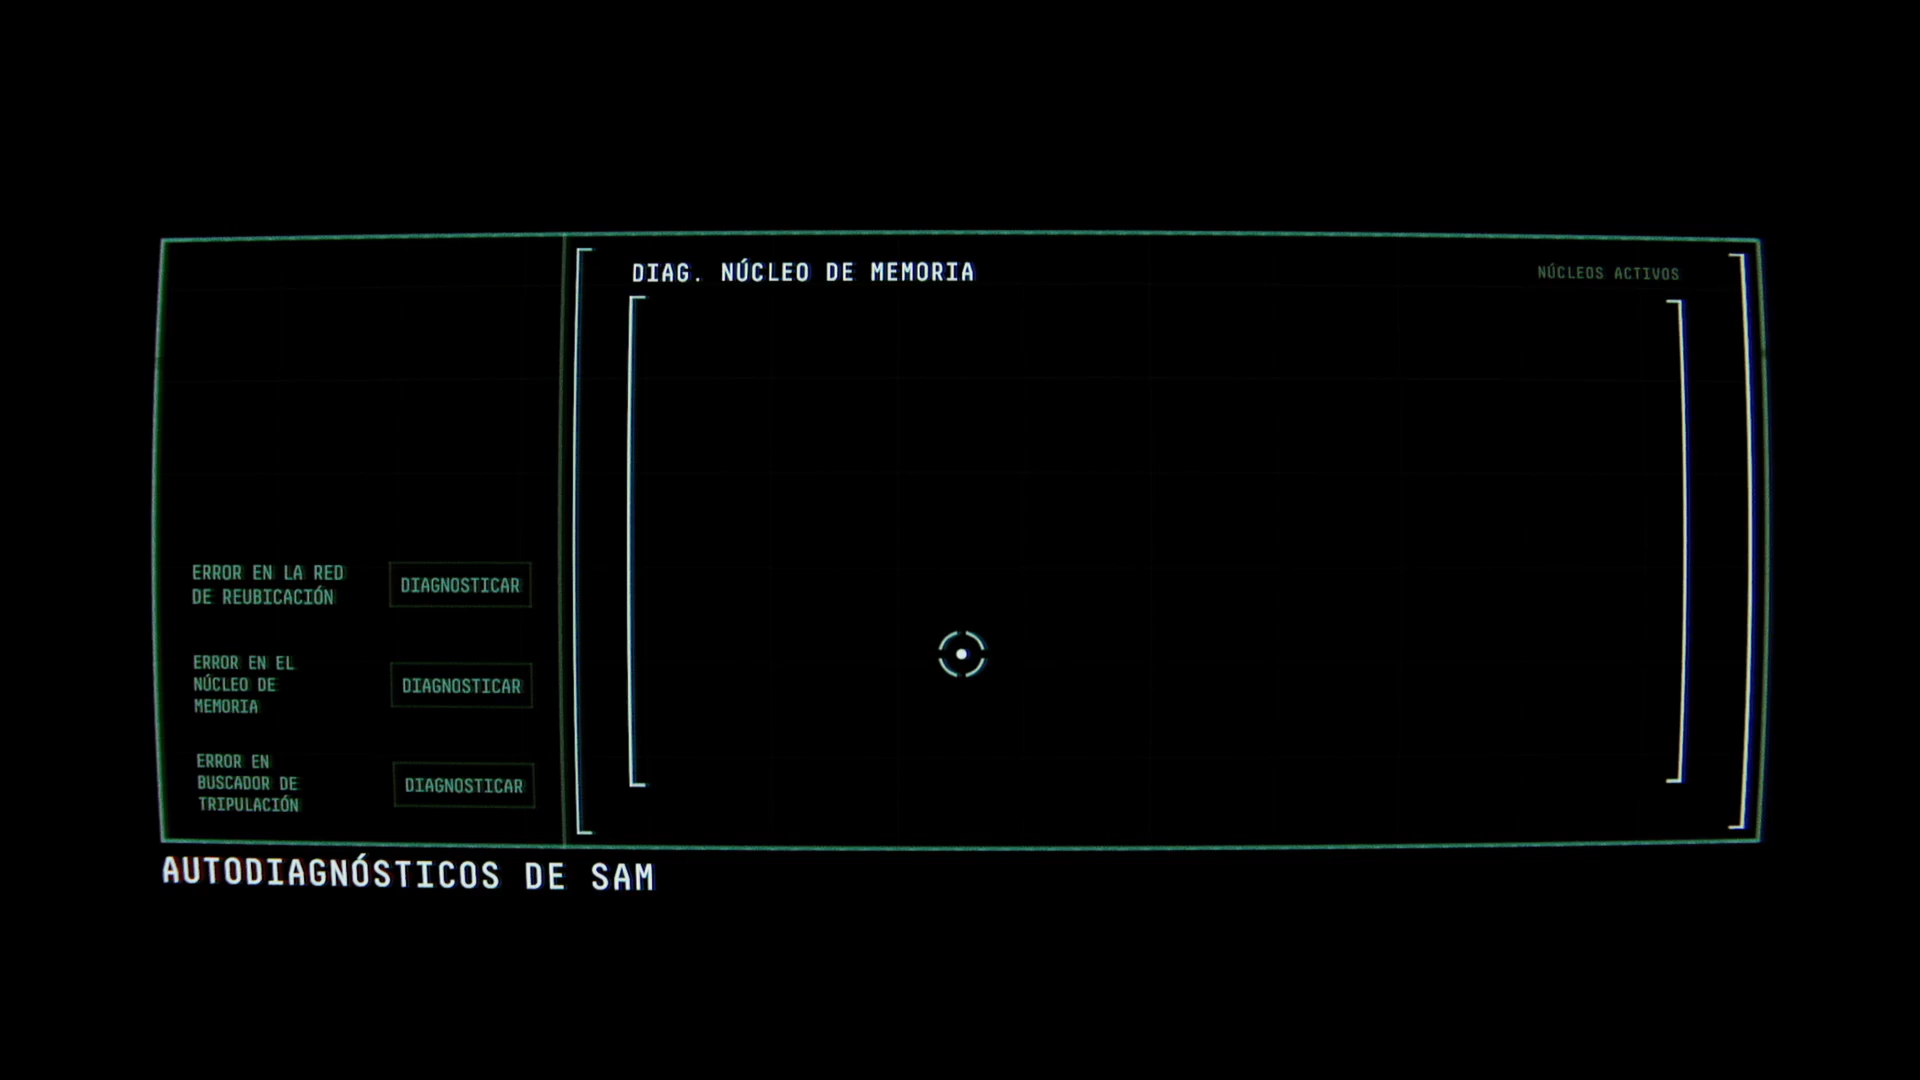 DIAG. NÚCLEO DE MEMORIA
NÚCLEOS ACTIVOS
ERROR EN LA RED
DE REUBICACIÓN
DIAGNOSTICAR
ERROR EN EL
NÚCLEO DE
MEMORIA
DIAGNOSTICAR
ERROR EN
BUSCADOR DE
TRIPULACIÓN
DIAGNOSTICAR
AUTODIAGNÓSTICOS DE SAM